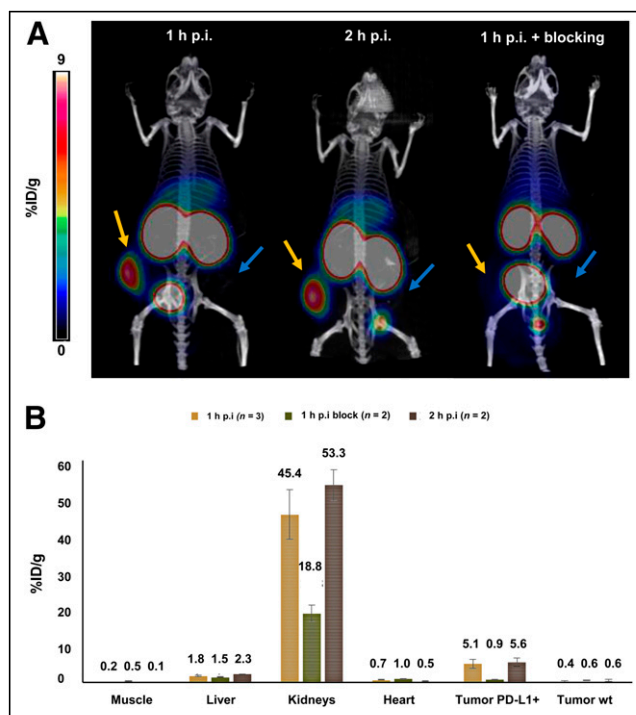 A
1 h p.i.
2 h p.i.
1 h p.i. + blocking
9
%ID/g
0
B
1 h p.i (n = 3)
1 h p.i block (n = 2)
2 h p.i (n = 2)
%ID/g
60
50
40
30
20
10
0
0.2 0.5 0.1
1.8 1.5 2.3
45.4
18.8
53.3
0.7 1.0 0.5
5.1 0.9 5.6
0.4 0.6 0.6
Muscle Liver Kidneys Heart Tumor PD-L1+ Tumor wt